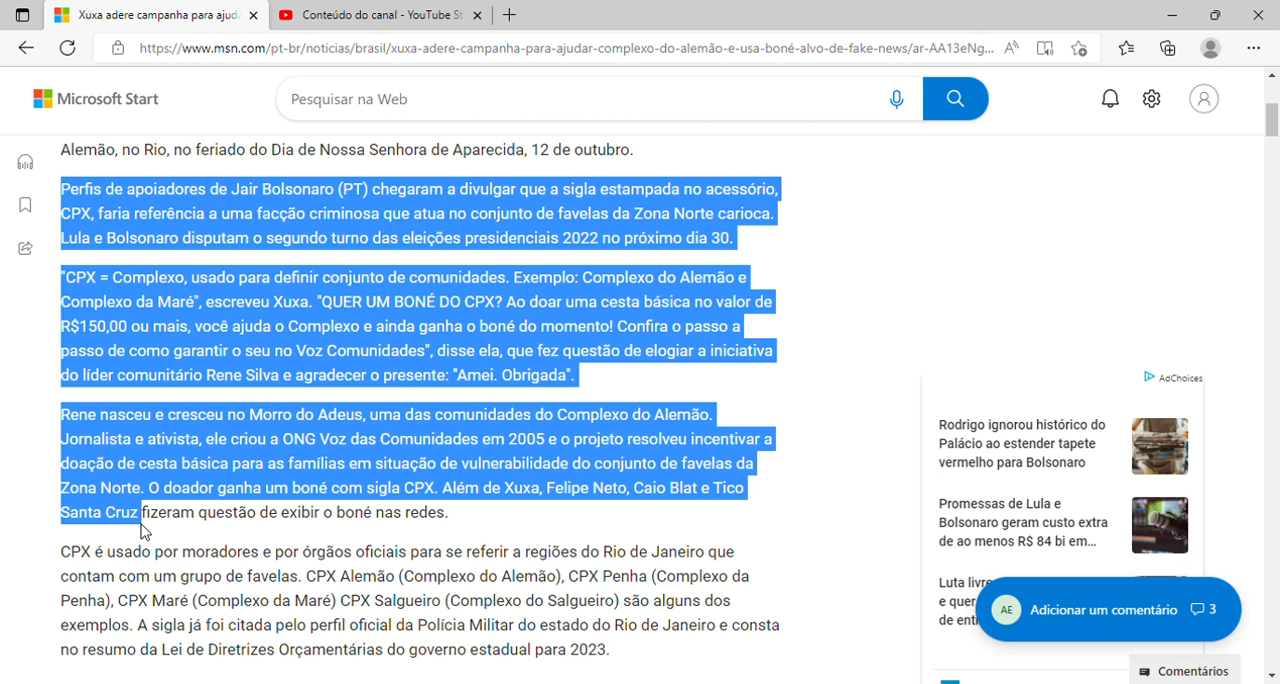 Xuxa adere campanha para ajud
Conteúdo do canal - YouTube St
https://www.msn.com/pt-br/noticias/brasil/xuxa-adere-campanha-para-ajudar-complexo-do-alemão-e-usa-boné-alvo-de-fake-news/ar-AA13eNg...
Microsoft Start
Pesquisar na Web
Alemão, no Rio, no feriado do Dia de Nossa Senhora de Aparecida, 12 de outubro.
Perfis de apoiadores de Jair Bolsonaro (PT) chegaram a divulgar que a sigla estampada no acessório,
CPX, faria referência a uma facção criminosa que atua no conjunto de favelas da Zona Norte carioca.
Lula e Bolsonaro disputam o segundo turno das eleições presidenciais 2022 no próximo dia 30.
"CPX = Complexo, usado para definir conjunto de comunidades. Exemplo: Complexo do Alemão e
Complexo da Maré", escreveu Xuxa. "QUER UM BONÉ DO CPX? Ao doar uma cesta básica no valor de
R$150,00 ou mais, você ajuda o Complexo e ainda ganha o boné do momento! Confira o passo a
passo de como garantir o seu no Voz Comunidades", disse ela, que fez questão de elogiar a iniciativa
do líder comunitário Rene Silva e agradecer o presente: "Amei. Obrigada".
Rene nasceu e cresceu no Morro do Adeus, uma das comunidades do Complexo do Alemão.
Jornalista e ativista, ele criou a ONG Voz das Comunidades em 2005 e o projeto resolveu incentivar a
doação de cesta básica para as famílias em situação de vulnerabilidade do conjunto de favelas da
Zona Norte. O doador ganha um boné com sigla CPX. Além de Xuxa, Felipe Neto, Caio Blat e Tico
Santa Cruz fizeram questão de exibir o boné nas redes.
CPX é usado por moradores e por órgãos oficiais para se referir a regiões do Rio de Janeiro que
contam com um grupo de favelas. CPX Alemão (Complexo do Alemão), CPX Penha (Complexo da
Penha), CPX Maré (Complexo da Maré) CPX Salgueiro (Complexo do Salgueiro) são alguns dos
exemplos. A sigla já foi citada pelo perfil oficial da Polícia Militar do estado do Rio de Janeiro e consta
no resumo da Lei de Diretrizes Orçamentárias do governo estadual para 2023.
AdChoices
Rodrigo ignorou histórico do
Palácio ao estender tapete
vermelho para Bolsonaro
Promessas de Lula e
Bolsonaro geram custo extra
de ao menos R$ 84 bi em...
Luta livre
e quer
de
AE Adicionar um comentário 3
Comentários